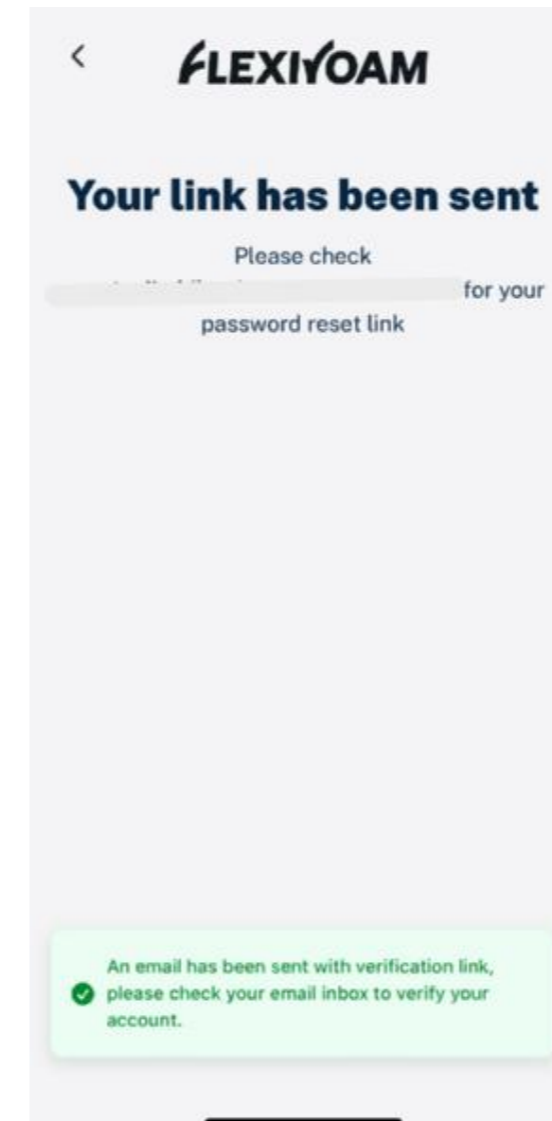 FLEXIROAM
Your link has been sent
Please check
for your
password reset link
An email has been sent with verification link,
please check your email inbox to verify your
account.